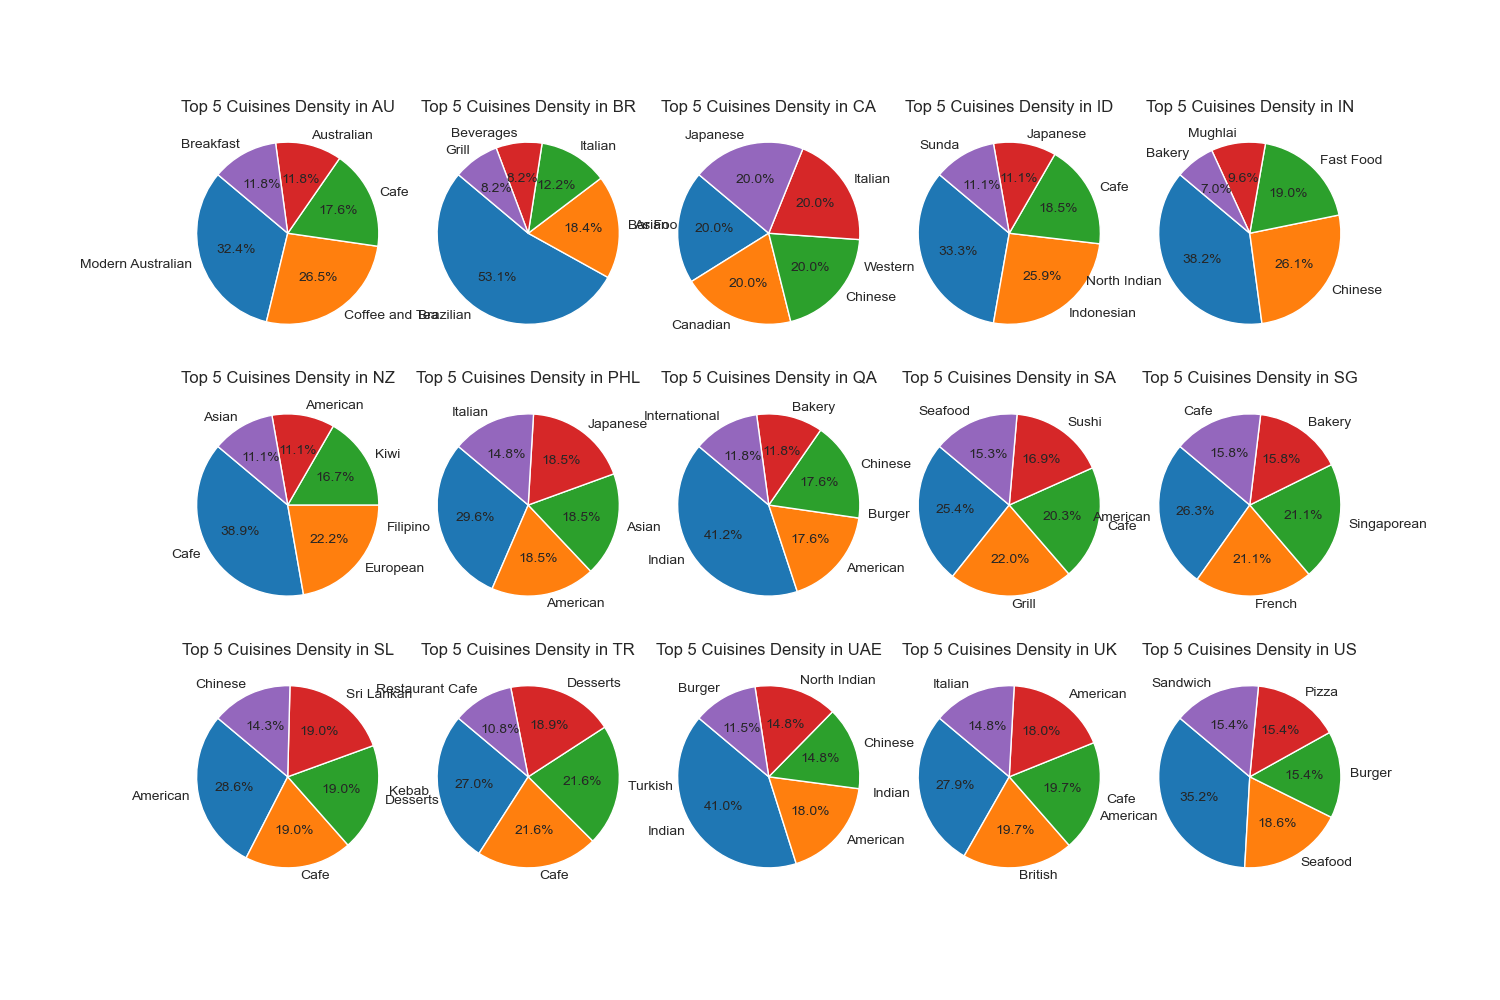 Top 5 Cuisines Density in AU
Breakfast
Australian
Cafe
Modern Australian
Coffee and Tea
11.8%
11.8%
17.6%
32.4%
26.5%
Top 5 Cuisines Density in BR
Beverages
Grill
Italian
Brazilian
8.2%
8.2%
12.2%
18.4%
53.1%
Top 5 Cuisines Density in CA
Japanese
Italian
Asian
Chinese
Canadian
20.0%
20.0%
20.0%
20.0%
20.0%
Top 5 Cuisines Density in ID
Sunda
Japanese
Cafe
Western
Indonesian
11.1%
11.1%
18.5%
33.3%
25.9%
Top 5 Cuisines Density in IN
Mughlai
Bakery
Fast Food
North Indian
Chinese
7.0%
9.6%
19.0%
38.2%
26.1%
Top 5 Cuisines Density in NZ
Asian
American
Kiwi
Cafe
European
11.1%
11.1%
16.7%
38.9%
22.2%
Top 5 Cuisines Density in PHL
Italian
Japanese
Filipino
Asian
American
14.8%
18.5%
29.6%
18.5%
18.5%
Top 5 Cuisines Density in QA
International
Bakery
Chinese
Indian
American
11.8%
11.8%
17.6%
41.2%
17.6%
Top 5 Cuisines Density in SA
Seafood
Sushi
Burger
Cafe
Grill
15.3%
16.9%
25.4%
20.3%
22.0%
Top 5 Cuisines Density in SG
Cafe
Bakery
American
Singaporean
French
15.8%
15.8%
26.3%
21.1%
21.1%
Top 5 Cuisines Density in SL
Chinese
Sri Lankan
American
Desserts
Cafe
14.3%
19.0%
28.6%
19.0%
19.0%
Top 5 Cuisines Density in TR
Restaurant Cafe
Desserts
Kebab
Turkish
Cafe
10.8%
18.9%
27.0%
21.6%
21.6%
Top 5 Cuisines Density in UAE
Burger
North Indian
Chinese
Indian
American
11.5%
14.8%
14.8%
41.0%
18.0%
Top 5 Cuisines Density in UK
Italian
American
Indian
Cafe
British
14.8%
18.0%
27.9%
19.7%
19.7%
Top 5 Cuisines Density in US
Sandwich
Pizza
Burger
American
Seafood
15.4%
15.4%
15.4%
35.2%
18.6%